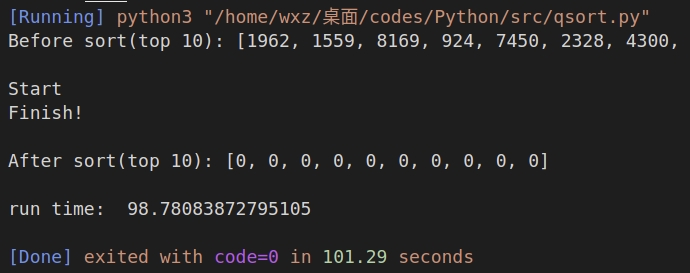 [Running] python3 "/home/wxz/桌面/codes/Python/src/qsort.py"
Before sort(top 10): [1962, 1559, 8169, 924, 7450, 2328, 4300,
Start
Finish!
After sort(top 10): [0, 0, 0, 0, 0, 0, 0, 0, 0, 0]
run time:  98.78083872795105
[Done] exited with code=0 in 101.29 seconds